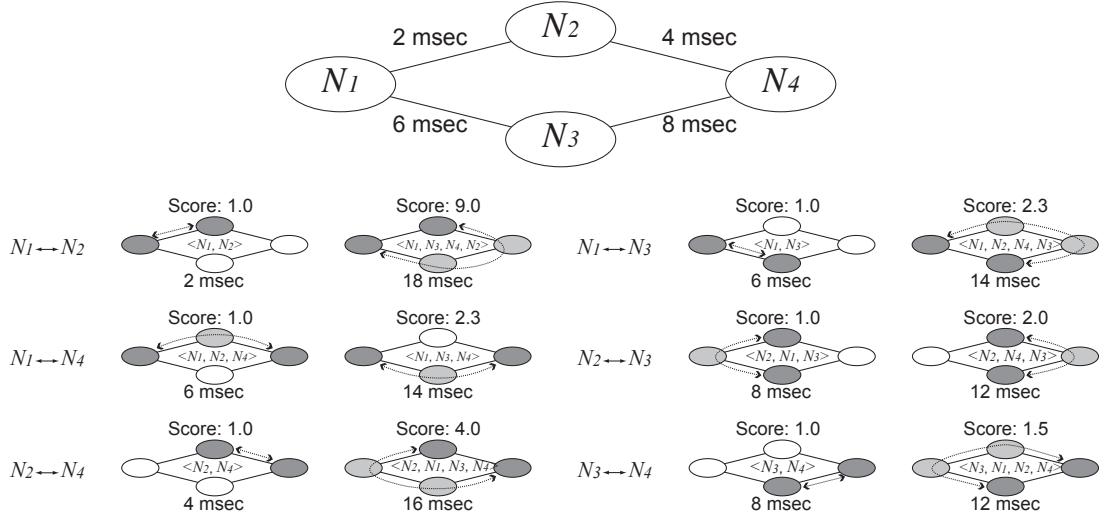 N2
2 msec 4 msec
N1 N4
6 msec 8 msec
N3
Score: 1.0 9.0 Score: 1.0 Score: 2.3
N1 ↔ N2 <N1, N2> <N1, N3, N4, N2> N1 ↔ N3 <N1, N3> <N1, N2, N4, N3>
2 msec 18 msec 6 msec 14 msec
Score: 1.0 Score: 2.3 Score: 1.0 Score: 2.0
N1 ↔ N4 <N1, N2, N4> <N1, N3, N4> N2 ↔ N3 <N2, N1, N3> <N2, N4, N3>
6 msec 14 msec 8 msec 12 msec
Score: 1.0 Score: 4.0 Score: 1.0 Score: 1.5
N2 ↔ N4 <N2, N4> <N2, N1, N3, N4> N3 ↔ N4 <N3, N4> <N3, N1, N2, N4>
4 msec 16 msec 8 msec 12 msec